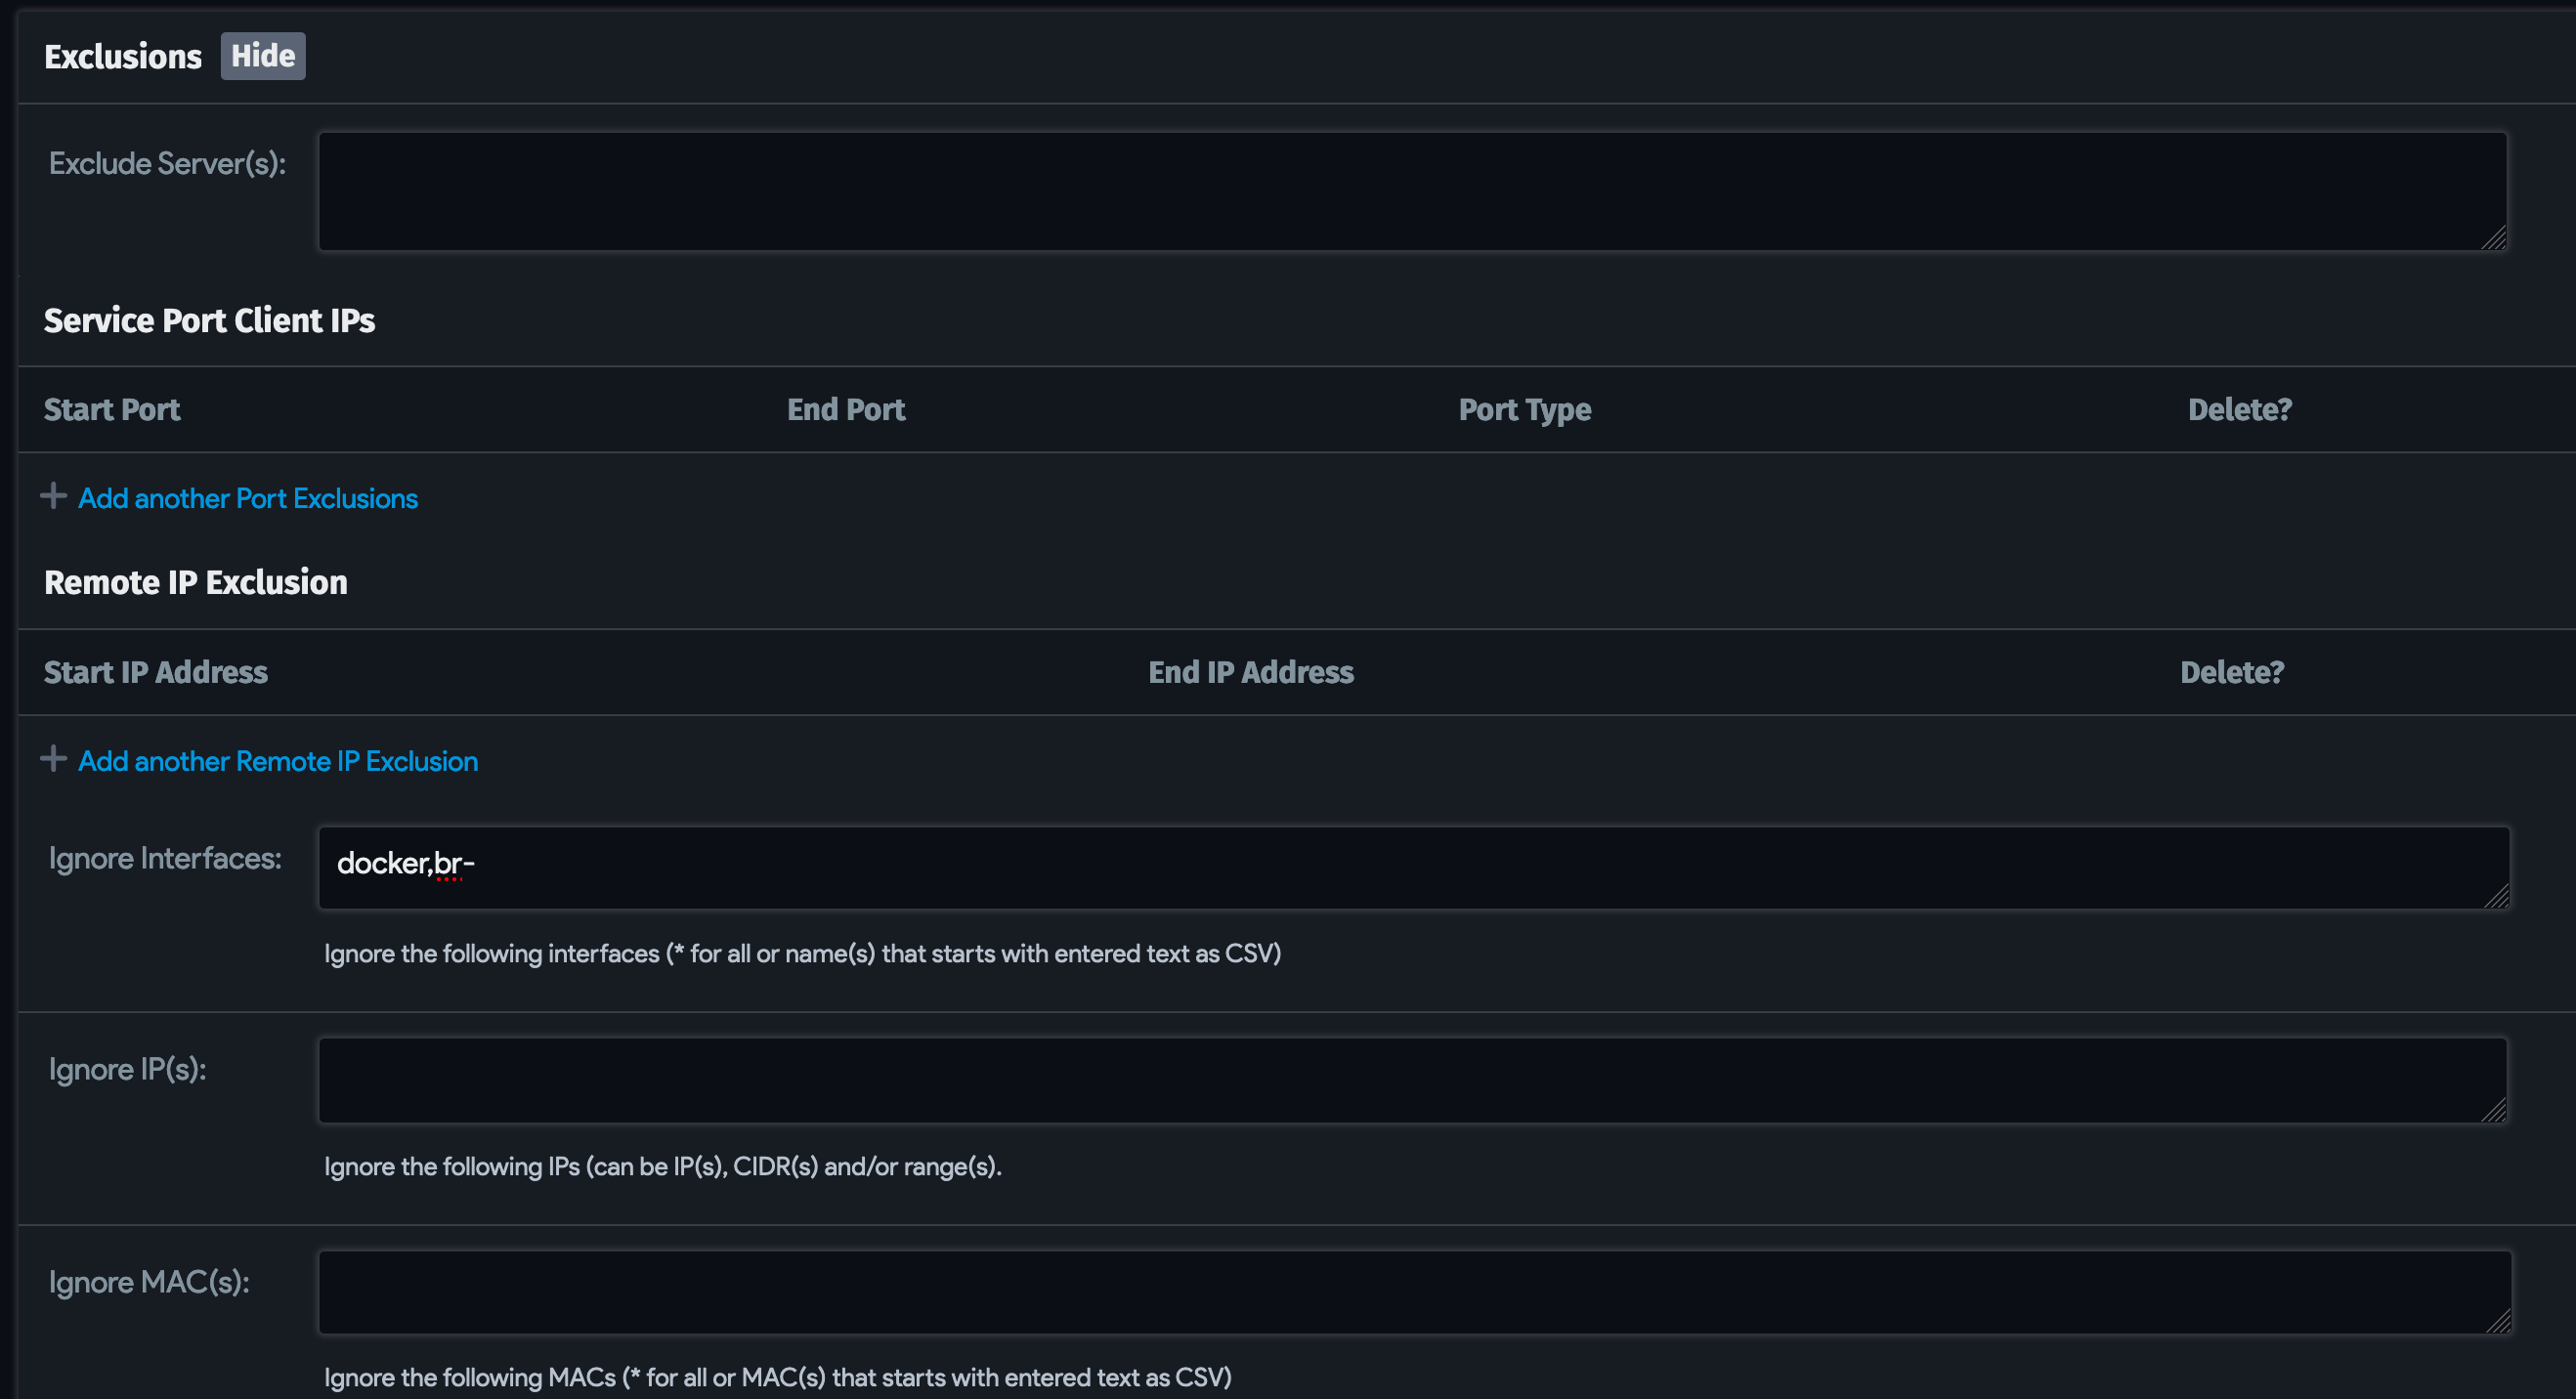 Exclusions Hide
Exclude Server(s):
Service Port Client IPs
Start Port End Port Port Type Delete?
Add another Port Exclusions
Remote IP Exclusion
Start IP Address End IP Address Delete?
Add another Remote IP Exclusion
Ignore Interfaces: docker,br-
Ignore the following interfaces (* for all or name(s) that starts with entered text as CSV)
Ignore IP(s):
Ignore the following IPs (can be IP(s), CIDR(s) and/or range(s).
Ignore MAC(s):
Ignore the following MACs (* for all or MAC(s) that starts with entered text as CSV)